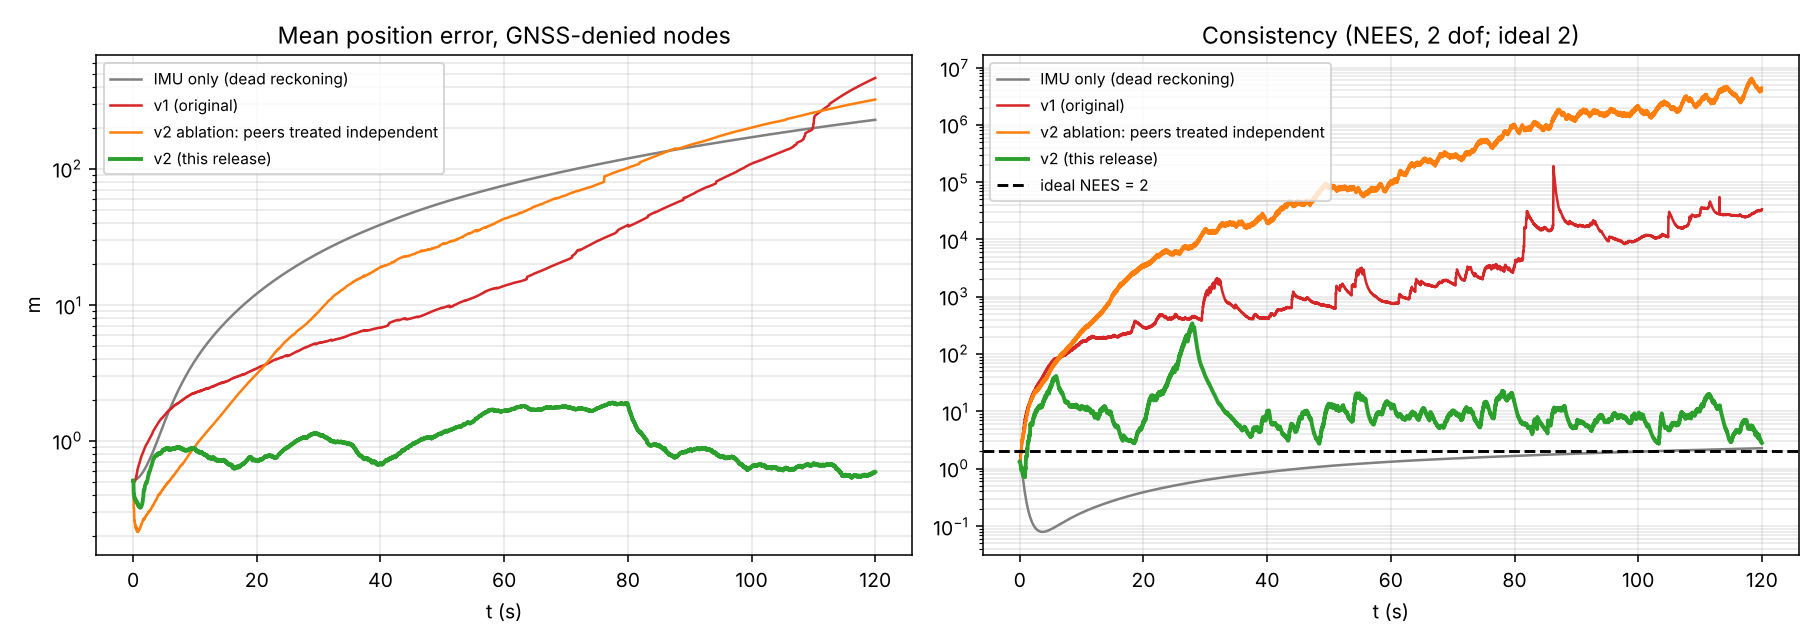 Mean position error, GNSS-denied nodes
IMU only (dead reckoning)
v1 (original)
v2 ablation: peers treated independent
v2 (this release)
m
10²
10¹
10⁰
0 20 40 60 80 100 120
t (s)
Consistency (NEES, 2 dof; ideal 2)
IMU only (dead reckoning)
v1 (original)
v2 ablation: peers treated independent
v2 (this release)
ideal NEES = 2
10⁷
10⁶
10⁵
10⁴
10³
10²
10¹
10⁰
10⁻¹
0 20 40 60 80 100 120
t (s)